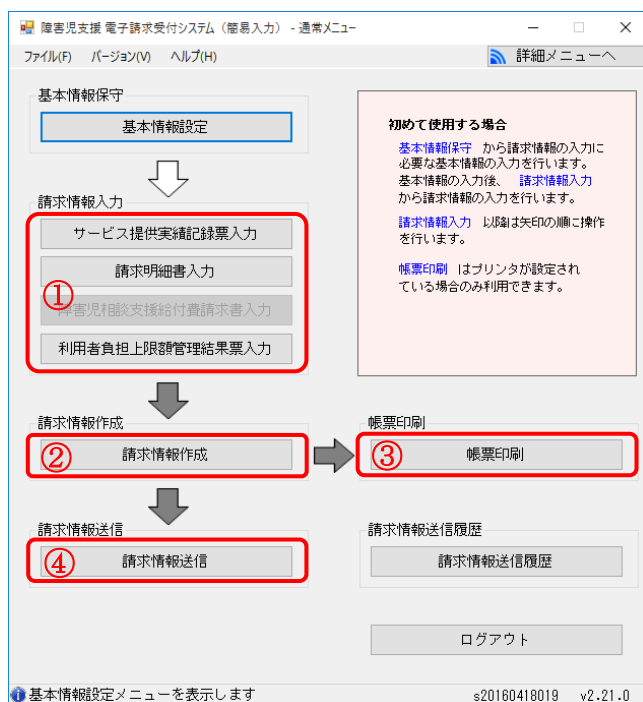 障害児支援 電子請求受付システム（簡易入力） - 通常メニュー
ファイル(F) バージョン(V) ヘルプ(H)
詳細メニューへ
基本情報保守
基本情報設定
初めて使用する場合
基本情報保守 から請求情報の入力に
必要な基本情報の入力を行います。
基本情報の入力後、 請求情報入力
から請求情報の入力を行います。
請求情報入力 以降は矢印の順に操作
を行います。
帳票印刷 はプリンタが設定され
ている場合のみ利用できます。
請求情報入力
サービス提供実績記録票入力
請求明細書入力
①
障害児相談支援給付費請求書入力
利用者負担上限額管理結果票入力
請求情報作成
② 請求情報作成
帳票印刷
③ 帳票印刷
請求情報送信
④ 請求情報送信
請求情報送信履歴
請求情報送信履歴
ログアウト
基本情報設定メニューを表示します
s20160418019 v2.21.0